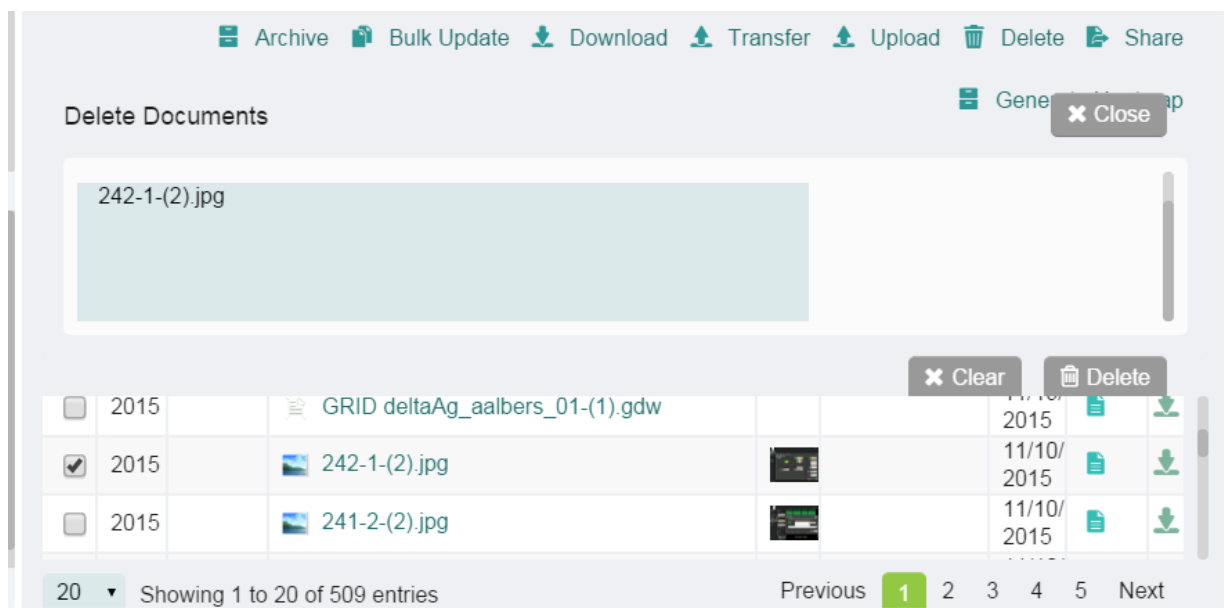 Archive Bulk Update Download Transfer Upload Delete Share
Delete Documents
Close
242-1-(2).jpg
Clear Delete
2015 GRID deltaAg_aalbers_01-(1).gdw 2015
2015 242-1-(2).jpg 11/10/
2015
2015 241-2-(2).jpg 11/10/
2015
20 Showing 1 to 20 of 509 entries Previous 1 2 3 4 5 Next